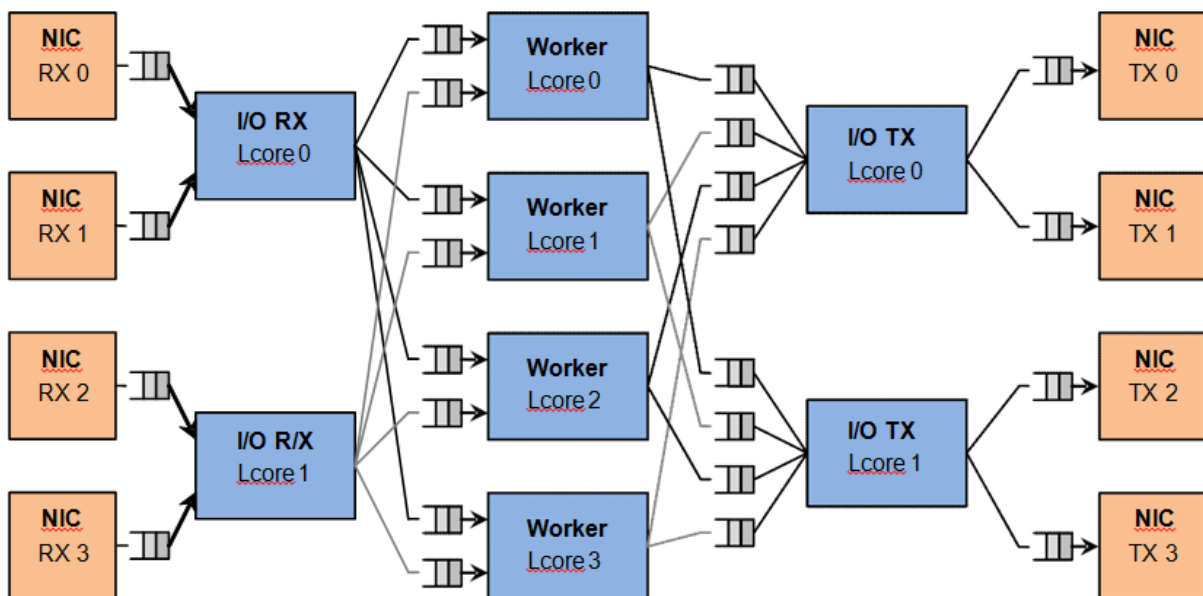 NIC
RX 0
NIC
RX 1
NIC
RX 2
NIC
RX 3
I/O RX
Lcore 0
I/O R/X
Lcore 1
Worker
Lcore 0
Worker
Lcore 1
Worker
Lcore 2
Worker
Lcore 3
I/O TX
Lcore 0
I/O TX
Lcore 1
NIC
TX 0
NIC
TX 1
NIC
TX 2
NIC
TX 3